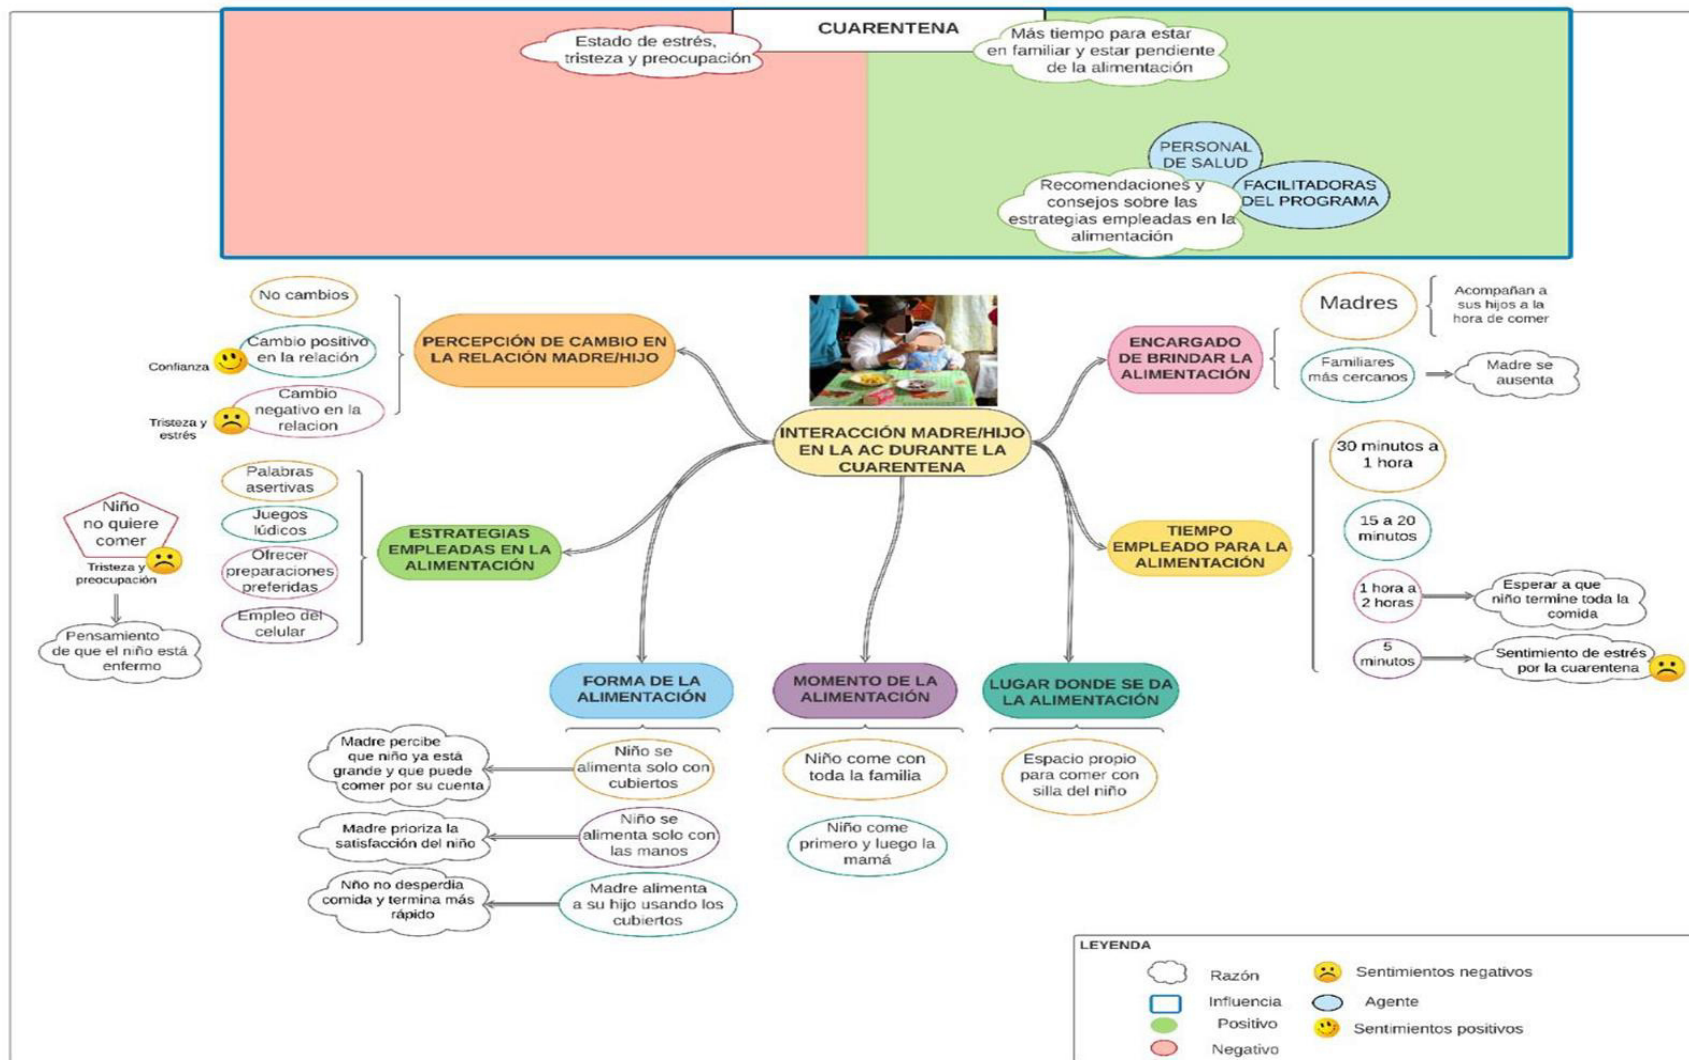 CUARENTENA
Estado de estrés,
tristeza y preocupación
Más tiempo para estar
en familiar y estar pendiente
de la alimentación
PERSONAL
DE SALUD
FACILITADORAS
DEL PROGRAMA
Recomendaciones y
consejos sobre las
estrategias empleadas en la
alimentación
No cambios
Cambio positivo
en la relación
Confianza
Cambio
negativo en la
relacion
Tristeza y
estrés
PERCEPCIÓN DE CAMBIO EN
LA RELACIÓN MADRE/HIJO
INTERACCIÓN MADRE/HIJO
EN LA AC DURANTE LA
CUARENTENA
ENCARGADO
DE BRINDAR LA
ALIMENTACIÓN
Madres
Acompañan a
sus hijos a la
hora de comer
Familiares
más cercanos
Madre se
ausenta
Palabras
asertivas
Juegos
lúdicos
Ofrecer
preparaciones
preferidas
Empleo del
celular
Niño
no quiere
comer
Tristeza y
preocupación
Pensamiento
de que el niño está
enfermo
ESTRATEGIAS
EMPLEADAS EN LA
ALIMENTACIÓN
TIEMPO
EMPLEADO PARA LA
ALIMENTACIÓN
30 minutos a
1 hora
15 a 20
minutos
1 hora a
2 horas
Esperar a que
niño termine toda la
comida
5
minutos
Sentimiento de estrés
por la cuarentena
FORMA DE LA
ALIMENTACIÓN
MOMENTO DE LA
ALIMENTACIÓN
LUGAR DONDE SE DA
LA ALIMENTACIÓN
Madre percibe
que niño ya está
grande y que puede
comer por su cuenta
Niño se
alimenta solo con
cubiertos
Madre prioriza la
satisfacción del niño
Niño se
alimenta solo con
las manos
Nño no desperdia
comida y termina más
rápido
Madre alimenta
a su hijo usando los
cubiertos
Niño come con
toda la familia
Niño come
primero y luego la
mamá
Espacio propio
para comer con
silla del niño
LEYENDA
Razón
Sentimientos negativos
Influencia
Agente
Positivo
Sentimientos positivos
Negativo